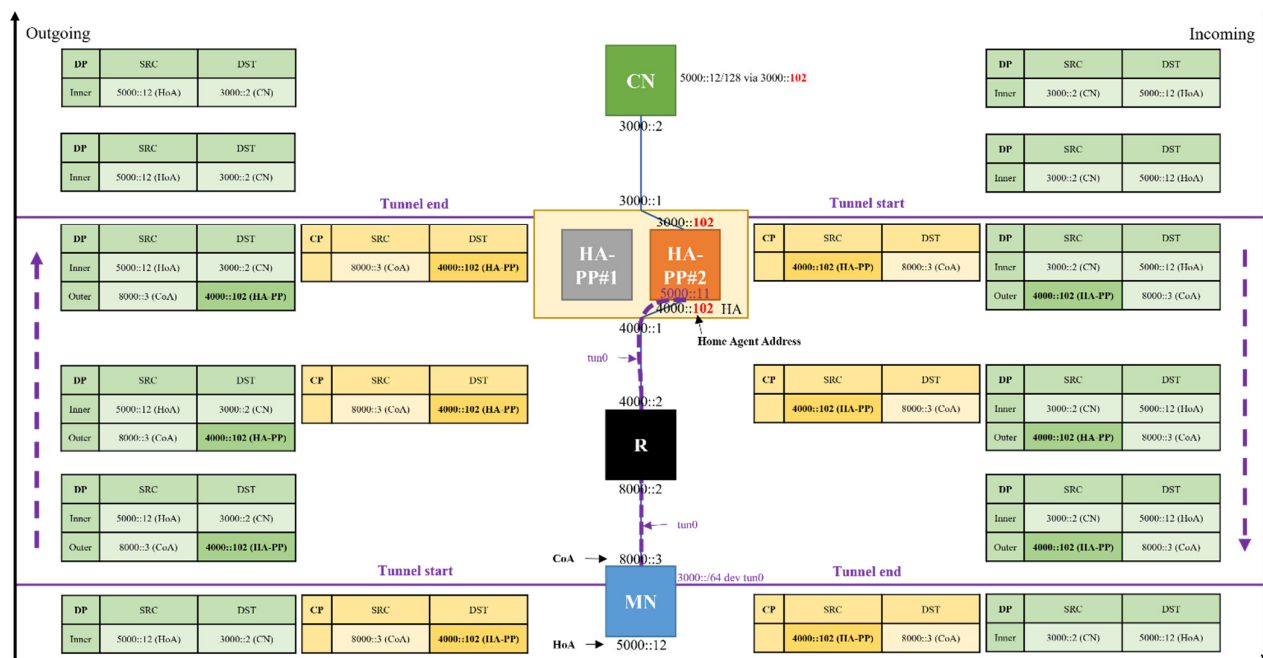 Outgoing
Incoming
DP SRC DST
Inner 5000::12 (HoA) 3000::2 (CN)
CN
5000::12/128 via 3000::102
DP SRC DST
Inner 3000::2 (CN) 5000::12 (HoA)
3000::2
DP SRC DST
Inner 5000::12 (HoA) 3000::2 (CN)
DP SRC DST
Inner 3000::2 (CN) 5000::12 (HoA)
Tunnel end
3000::1
Tunnel start
3000::102
DP SRC DST
Inner 5000::12 (HoA) 3000::2 (CN)
Outer 8000::3 (CoA) 4000::102 (HA-PP)
CP SRC DST
8000::3 (CoA) 4000::102 (HA-PP)
HA-
PP#1
HA-
PP#2
5000::11
4000::102 HA
4000::1
Home Agent Address
CP SRC DST
4000::102 (HA-PP) 8000::3 (CoA)
DP SRC DST
Inner 3000::2 (CN) 5000::12 (HoA)
Outer 4000::102 (HA-PP) 8000::3 (CoA)
tun0
DP SRC DST
Inner 5000::12 (HoA) 3000::2 (CN)
Outer 8000::3 (CoA) 4000::102 (HA-PP)
CP SRC DST
8000::3 (CoA) 4000::102 (HA-PP)
4000::2
R
8000::2
CP SRC DST
4000::102 (HA-PP) 8000::3 (CoA)
DP SRC DST
Inner 3000::2 (CN) 5000::12 (HoA)
Outer 4000::102 (HA-PP) 8000::3 (CoA)
DP SRC DST
Inner 5000::12 (HoA) 3000::2 (CN)
Outer 8000::3 (CoA) 4000::102 (HA-PP)
tun0
DP SRC DST
Inner 3000::2 (CN) 5000::12 (HoA)
Outer 4000::102 (HA-PP) 8000::3 (CoA)
CoA 8000::3
Tunnel start
3000::/64 dev tun0
Tunnel end
MN
DP SRC DST
Inner 5000::12 (HoA) 3000::2 (CN)
CP SRC DST
8000::3 (CoA) 4000::102 (HA-PP)
HoA 5000::12
CP SRC DST
4000::102 (HA-PP) 8000::3 (CoA)
DP SRC DST
Inner 3000::2 (CN) 5000::12 (HoA)